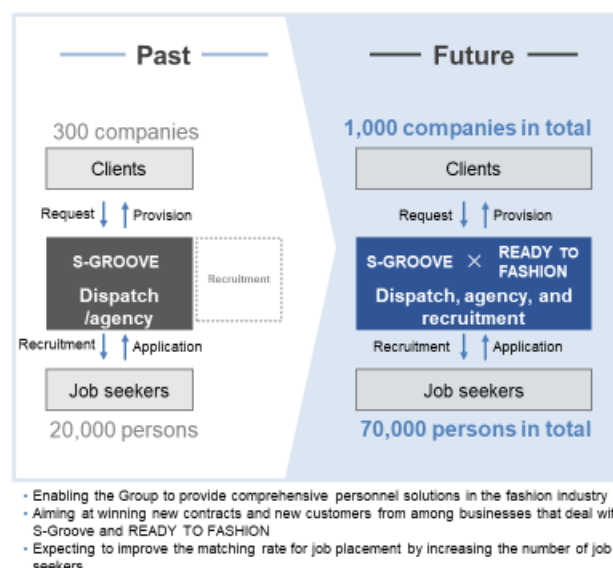 Past
Future
300 companies
1,000 companies in total
Clients
Clients
Request
Provision
Request
Provision
S-GROOVE
Dispatch
/agency
Recruitment
S-GROOVE × READY TO
FASHION
Dispatch, agency, and
recruitment
Recruitment
Application
Recruitment
Application
Job seekers
Job seekers
20,000 persons
70,000 persons in total
• Enabling the Group to provide comprehensive personnel solutions in the fashion industry
• Aiming at winning new contracts and new customers from among businesses that deal
S-Groove and READY TO FASHION
• Expecting to improve the matching rate for job placement by increasing the number of job
seekers